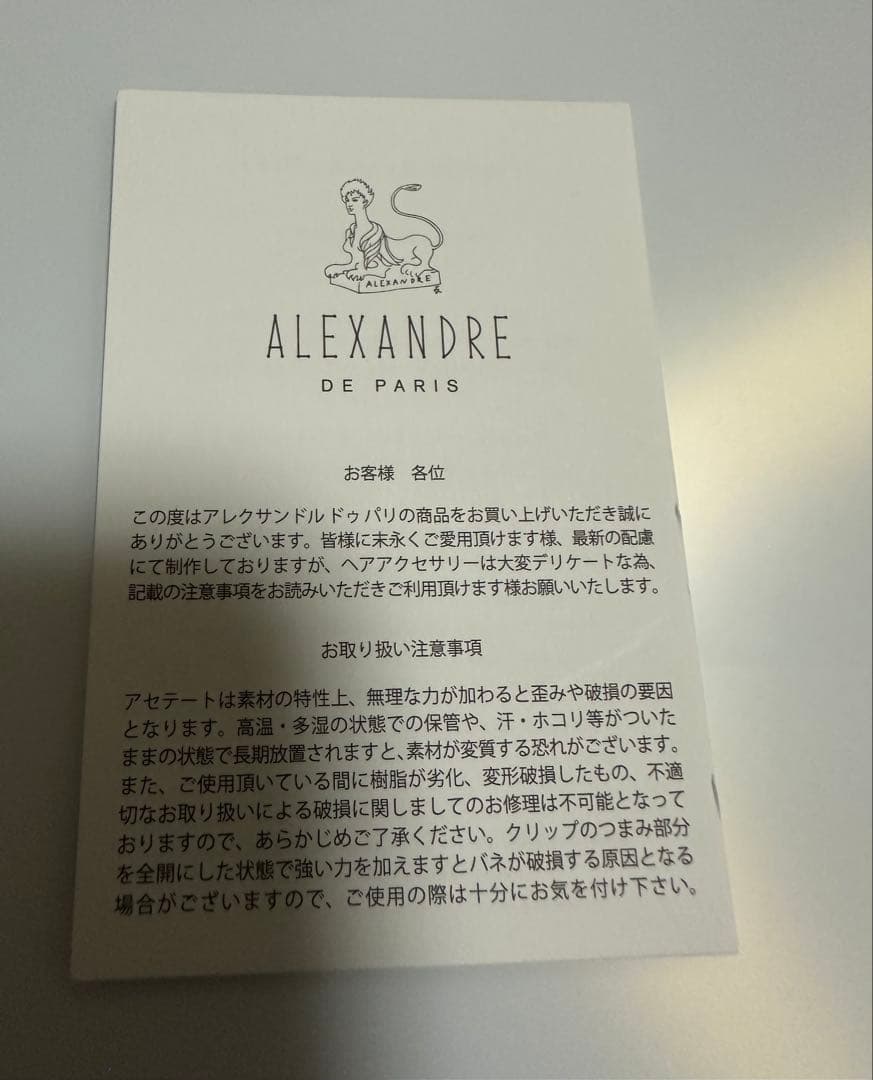 ALEXANDRE
ALEXANDRE
DE PARIS
お客様 各位
この度はアレクサンドル ドゥ パリの商品をお買い上げいただき誠に
ありがとうございます。皆様に末永くご愛用頂けます様、最新の配慮
にて制作しておりますが、ヘアアクセサリーは大変デリケートな為、
記載の注意事項をお読みいただきご利用頂けます様お願いいたします。
お取り扱い注意事項
アセテートは素材の特性上、無理な力が加わると歪みや破損の要因
となります。高温・多湿の状態での保管や、汗・ホコリ等がついた
ままの状態で長期放置されますと、素材が変質する恐れがございます。
また、ご使用頂いている間に樹脂が劣化、変形破損したもの、不適
切なお取り扱いによる破損に関しましてのお修理は不可能となって
おりますので、あらかじめご了承ください。クリップのつまみ部分
を全開にした状態で強い力を加えますとバネが破損する原因となる
場合がございますので、ご使用の際は十分にお気を付け下さい。